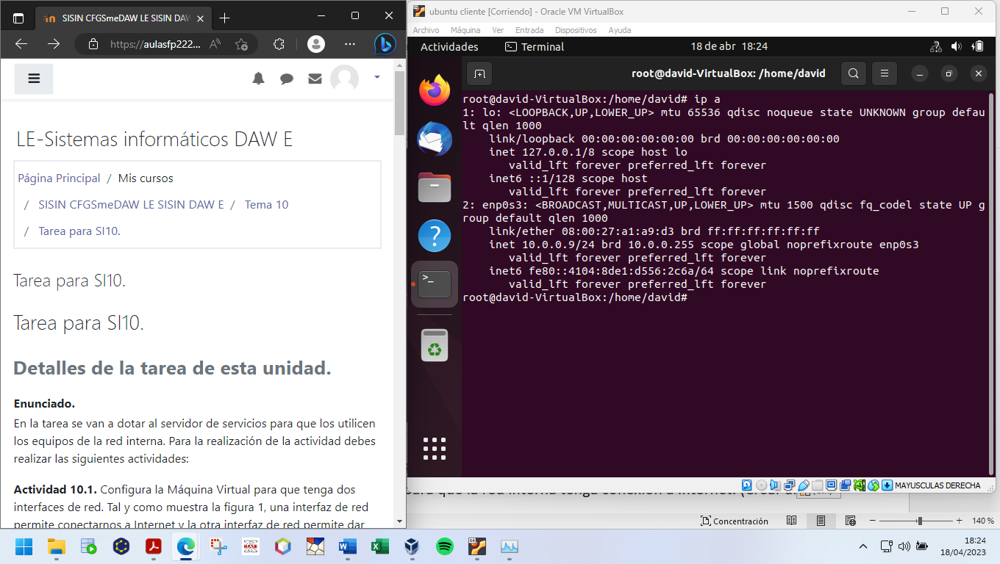 SISIN CFGSmeDAW LE SISIN DAW
https://aulasfp222...
LE-Sistemas informáticos DAW E
Página Principal / Mis cursos
/ SISIN CFGSmeDAW LE SISIN DAW E / Tema 10
/ Tarea para SI10.
Tarea para SI10.
Tarea para SI10.
Detalles de la tarea de esta unidad.
Enunciado.
En la tarea se van a dotar al servidor de servicios para que los utilicen
los equipos de la red interna. Para la realización de la actividad debes
realizar las siguientes actividades:
Actividad 10.1. Configura la Máquina Virtual para que tenga dos
interfaces de red. Tal y como muestra la figura 1, una interfaz de red
permite conectarnos a Internet y la otra interfaz de red permite dar
ubuntu cliente [Corriendo] - Oracle VM VirtualBox
Archivo Máquina Ver Entrada Dispositivos Ayuda
Actividades Terminal 18 de abr 18:24
root@david-VirtualBox: /home/david
root@david-VirtualBox:/home/david# ip a
1: lo: <LOOPBACK,UP,LOWER_UP> mtu 65536 qdisc noqueue state UNKNOWN group defau
lt qlen 1000
link/loopback 00:00:00:00:00:00 brd 00:00:00:00:00:00
inet 127.0.0.1/8 scope host lo
valid_lft forever preferred_lft forever
inet6 ::1/128 scope host
valid_lft forever preferred_lft forever
2: enp0s3: <BROADCAST,MULTICAST,UP,LOWER_UP> mtu 1500 qdisc fq_codel state UP g
roup default qlen 1000
link/ether 08:00:27:a1:a9:d3 brd ff:ff:ff:ff:ff:ff
inet 10.0.0.9/24 brd 10.0.0.255 scope global noprefixroute enp0s3
valid_lft forever preferred_lft forever
inet6 fe80::4104:8de1:d556:2c6a/64 scope link noprefixroute
valid_lft forever preferred_lft forever
root@david-VirtualBox:/home/david#
MAYUSCULAS DERECHA
que la red interna tenga conexión a internet.
Concentración 140 %
18:24
18/04/2023